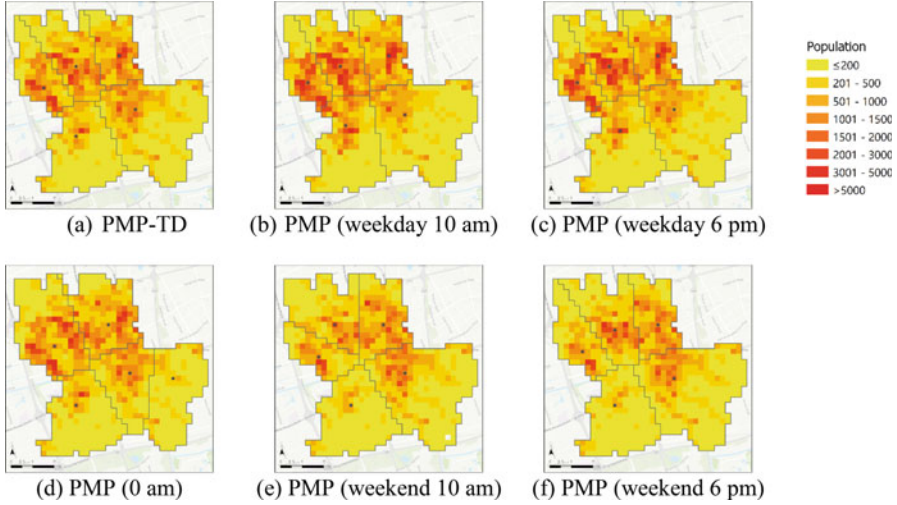 Population
≤200
201 - 500
501 - 1000
1001 - 1500
1501 - 2000
2001 - 3000
3001 - 5000
>5000
(a) PMP-TD
(b) PMP (weekday 10 am)
(c) PMP (weekday 6 pm)
(d) PMP (0 am)
(e) PMP (weekend 10 am)
(f) PMP (weekend 6 pm)